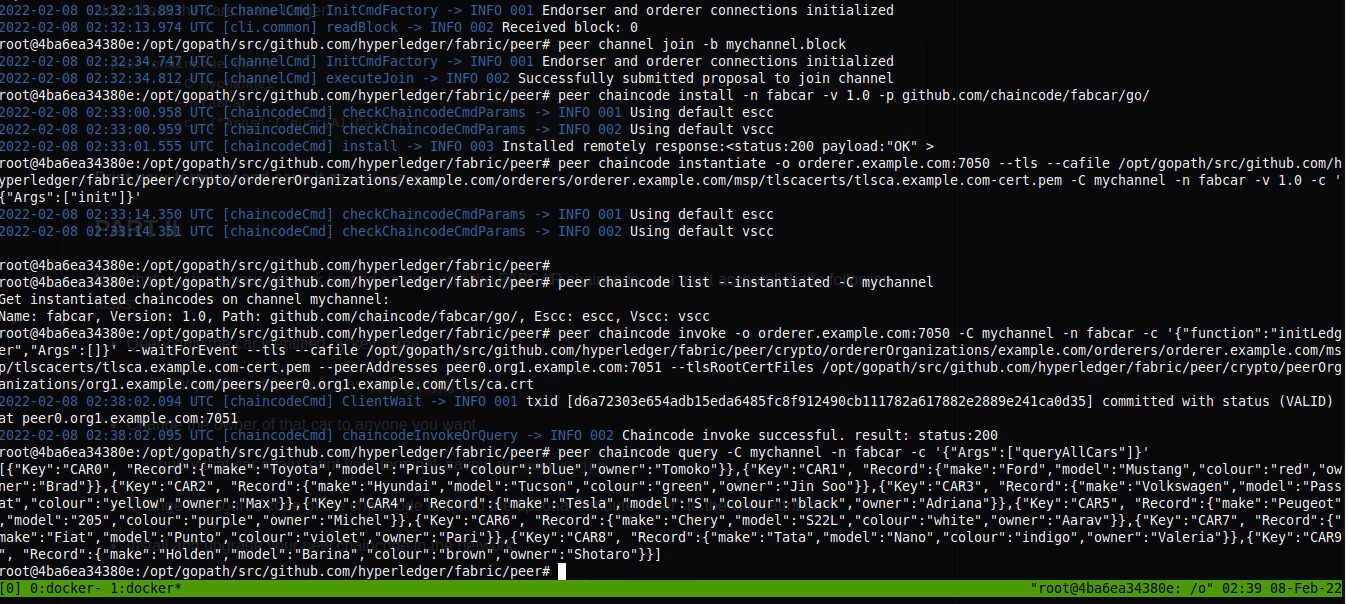 2022-02-08 02:32:13.893 UTC [channelCmd] InitCmdFactory -> INFO 001 Endorser and orderer connections initialized
2022-02-08 02:32:13.974 UTC [cli.common] readBlock -> INFO 002 Received block: 0
root@4ba6ea34380e:/opt/gopath/src/github.com/hyperledger/fabric/peer# peer channel join -b mychannel.block
2022-02-08 02:32:34.747 UTC [channelCmd] InitCmdFactory -> INFO 001 Endorser and orderer connections initialized
2022-02-08 02:32:34.812 UTC [channelCmd] executeJoin -> INFO 002 Successfully submitted proposal to join channel
root@4ba6ea34380e:/opt/gopath/src/github.com/hyperledger/fabric/peer# peer chaincode install -n fabcar -v 1.0 -p github.com/chaincode/fabcar/go/
2022-02-08 02:33:00.958 UTC [chaincodeCmd] checkChaincodeCmdParams -> INFO 001 Using default escc
2022-02-08 02:33:00.959 UTC [chaincodeCmd] checkChaincodeCmdParams -> INFO 002 Using default vscc
2022-02-08 02:33:01.555 UTC [chaincodeCmd] install -> INFO 003 Installed remotely response:<status:200 payload:"OK" >
root@4ba6ea34380e:/opt/gopath/src/github.com/hyperledger/fabric/peer# peer chaincode instantiate -o orderer.example.com:7050 --tls --cafile /opt/gopath/src/github.com/h
yperledger/fabric/peer/crypto/ordererOrganizations/example.com/orderers/orderer.example.com/msp/tlscacerts/tlsca.example.com-cert.pem -C mychannel -n fabcar -v 1.0 -c '
{"Args":["init"]}'
2022-02-08 02:33:14.350 UTC [chaincodeCmd] checkChaincodeCmdParams -> INFO 001 Using default escc
2022-02-08 02:33:14.351 UTC [chaincodeCmd] checkChaincodeCmdParams -> INFO 002 Using default vscc
PART II
root@4ba6ea34380e:/opt/gopath/src/github.com/hyperledger/fabric/peer#
root@4ba6ea34380e:/opt/gopath/src/github.com/hyperledger/fabric/peer# peer chaincode list --instantiated -C mychannel
Get instantiated chaincodes on channel mychannel:
Name: fabcar, Version: 1.0, Path: github.com/chaincode/fabcar/go/, Escc: escc, Vscc: vscc
root@4ba6ea34380e:/opt/gopath/src/github.com/hyperledger/fabric/peer# peer chaincode invoke -o orderer.example.com:7050 -C mychannel -n fabcar -c '{"function":"initLedg
er","Args":[]}' --waitForEvent --tls --cafile /opt/gopath/src/github.com/hyperledger/fabric/peer/crypto/ordererOrganizations/example.com/orderers/orderer.example.com/ms
p/tlscacerts/tlsca.example.com-cert.pem --peerAddresses peer0.org1.example.com:7051 --tlsRootCertFiles /opt/gopath/src/github.com/hyperledger/fabric/peer/crypto/peerOrg
anizations/org1.example.com/peers/peer0.org1.example.com/tls/ca.crt
2022-02-08 02:38:02.094 UTC [chaincodeCmd] ClientWait -> INFO 001 txid [d6a72303e654adb15eda6485fc8f912490cb111782a617882e2889e241ca0d35] committed with status (VALID)
at peer0.org1.example.com:7051
owner of that car to anyone you want
2022-02-08 02:38:02.095 UTC [chaincodeCmd] chaincodeInvokeOrQuery -> INFO 002 Chaincode invoke successful. result: status:200
root@4ba6ea34380e:/opt/gopath/src/github.com/hyperledger/fabric/peer# peer chaincode query -C mychannel -n fabcar -c '{"Args":["queryAllCars"]}'
[{"Key":"CAR0", "Record":{"make":"Toyota","model":"Prius","colour":"blue","owner":"Tomoko"}},{"Key":"CAR1", "Record":{"make":"Ford","model":"Mustang","colour":"red","ow
ner":"Brad"}},{"Key":"CAR2", "Record":{"make":"Hyundai","model":"Tucson","colour":"green","owner":"Jin Soo"}},{"Key":"CAR3", "Record":{"make":"Volkswagen","model":"Pass
at","colour":"yellow","owner":"Max"}},{"Key":"CAR4", "Record":{"make":"Tesla","model":"S","colour":"black","owner":"Adriana"}},{"Key":"CAR5", "Record":{"make":"Peugeot"
,"model":"205","colour":"purple","owner":"Michel"}},{"Key":"CAR6", "Record":{"make":"Chery","model":"S22L","colour":"white","owner":"Aarav"}},{"Key":"CAR7", "Record":{"
make":"Fiat","model":"Punto","colour":"violet","owner":"Pari"}},{"Key":"CAR8", "Record":{"make":"Tata","model":"Nano","colour":"indigo","owner":"Valeria"}},{"Key":"CAR9
", "Record":{"make":"Holden","model":"Barina","colour":"brown","owner":"Shotaro"}}]
root@4ba6ea34380e:/opt/gopath/src/github.com/hyperledger/fabric/peer#
[0] 0:docker- 1:docker* "root@4ba6ea34380e: /o" 02:39 08-Feb-22